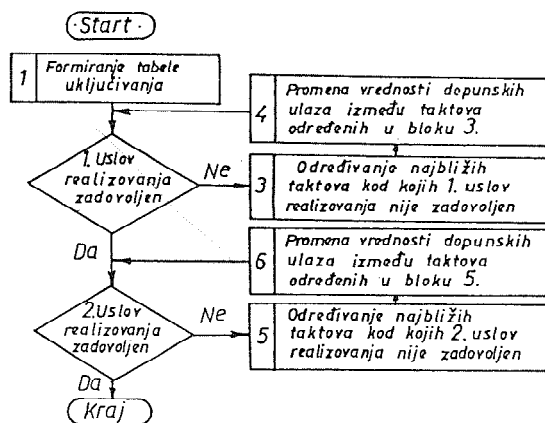 Start
1 Formiranje tabele
uključivanja
4 Promena vrednosti dopunskih
ulaza između taktova
određenih u bloku 3.
1. Uslov
realizovanja
zadovoljen
Ne
3 Određivanje najbližih
taktova kod kojih 1. uslov
realizovanja nije zadovoljen
Da
6 Promena vrednosti dopunskih
ulaza između taktova
određenih u bloku 5.
2. Uslov
realizovanja
zadovoljen
Ne
5 Određivanje najbližih
taktova kod kojih 2. uslov
realizovanja nije zadovoljen
Da
Kraj